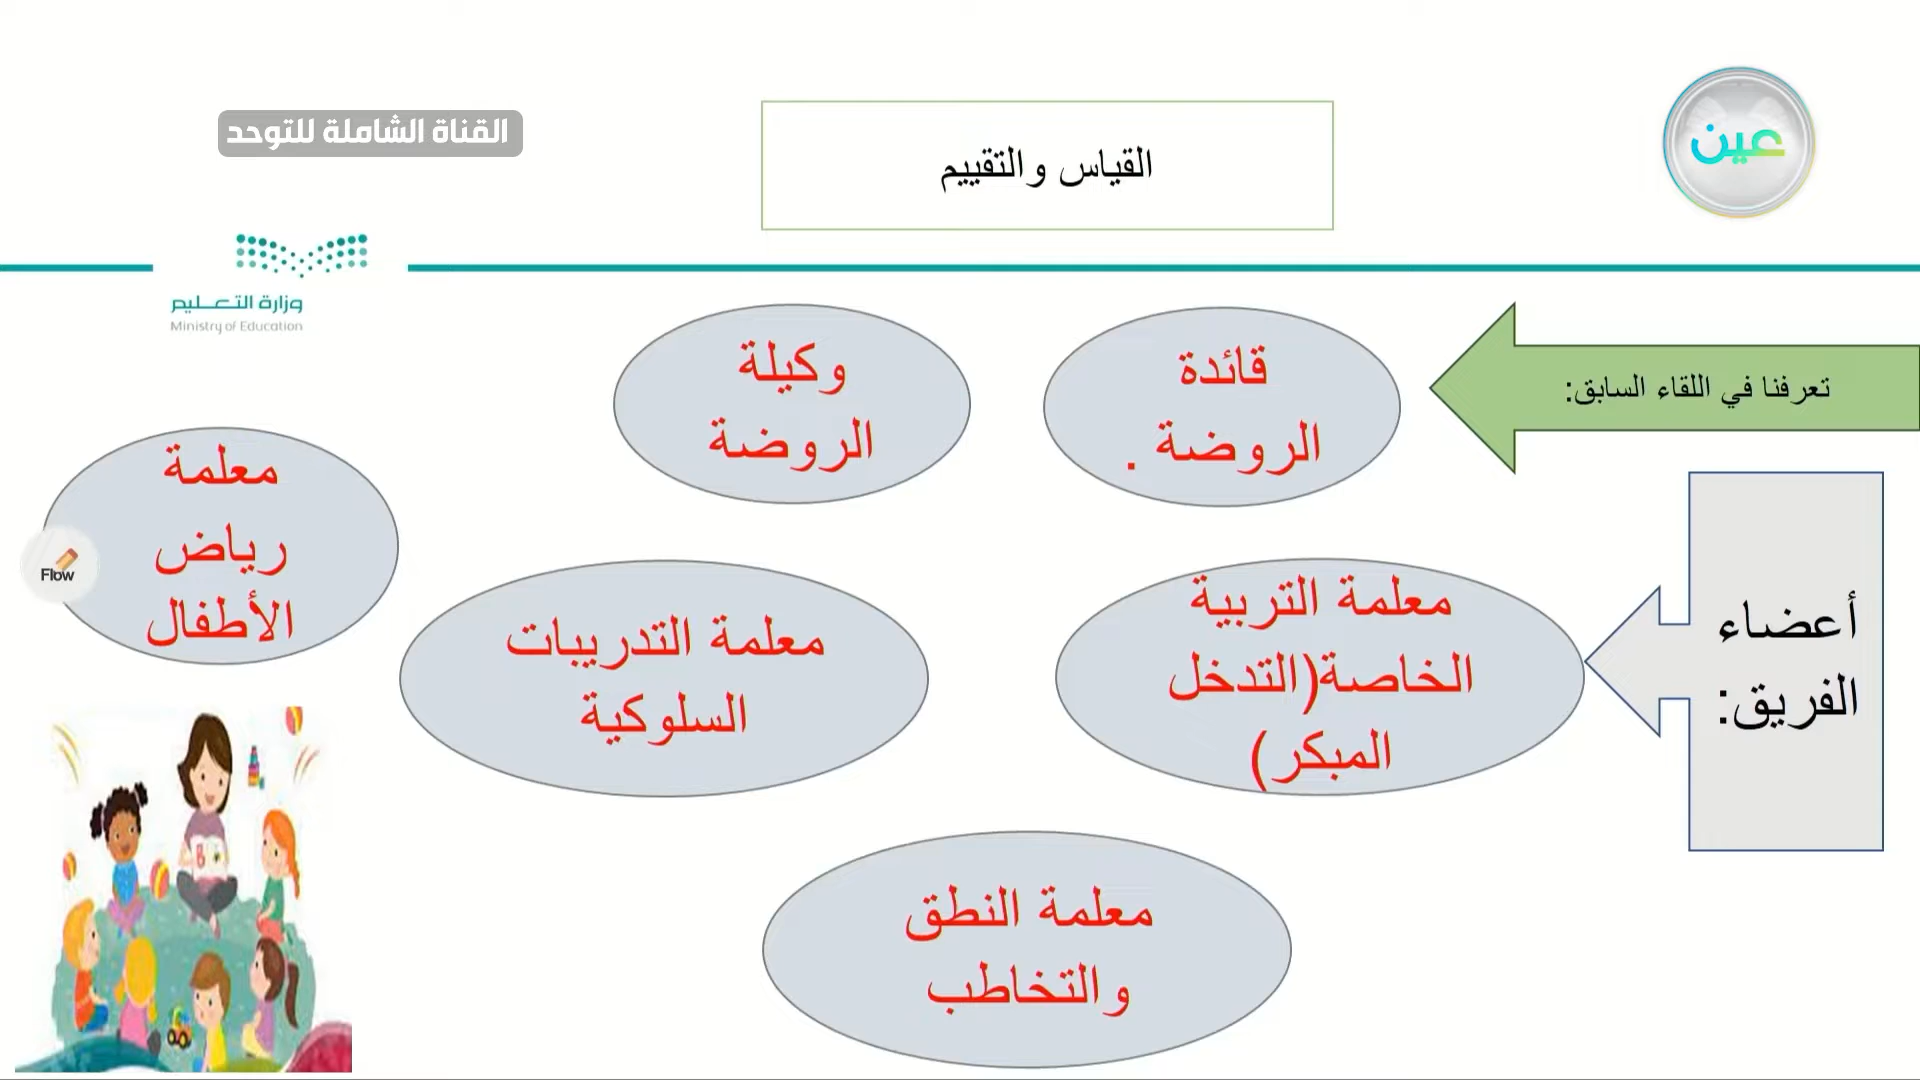 القناة الشاملة للتوحد
القياس والتقييم
عين
وزارة التعليم
Ministry of Education
تعرفنا في اللقاء السابق:
قائدة
الروضة .
وكيلة
الروضة
أعضاء
الفريق:
معلمة التربية
الخاصة(التدخل
المبكر)
معلمة التدريبات
السلوكية
معلمة
رياض
الأطفال
Flow
معلمة النطق
والتخاطب
B